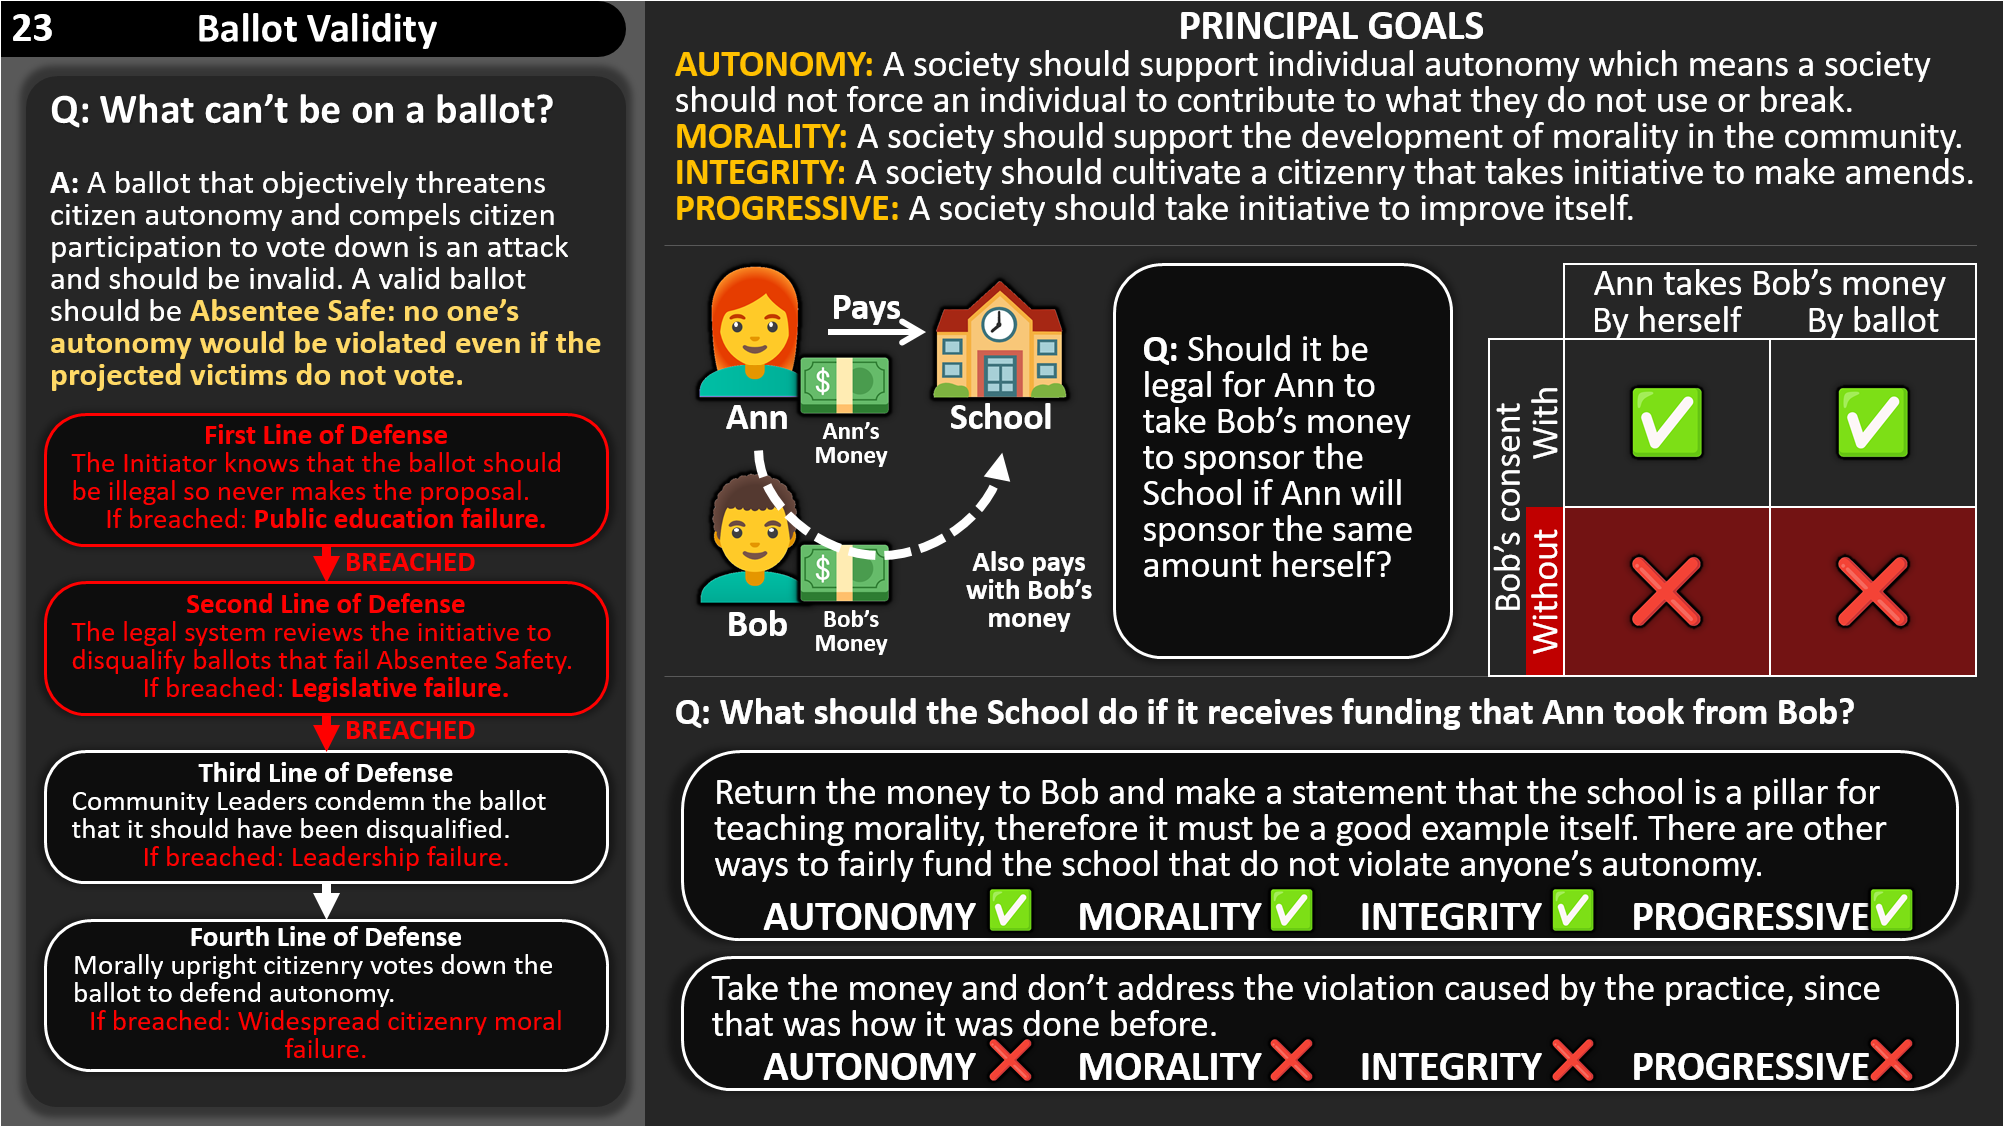 23 Ballot Validity
Q: What can't be on a ballot?
A: A ballot that objectively threatens
citizen autonomy and compels citizen
participation to vote down is an attack
and should be invalid. A valid ballot
should be Absentee Safe: no one's
autonomy would be violated even if the
projected victims do not vote.
First Line of Defense
The Initiator knows that the ballot should
be illegal so never makes the proposal.
If breached: Public education failure.
BREACHED
Second Line of Defense
The legal system reviews the initiative to
disqualify ballots that fail Absentee Safety.
If breached: Legislative failure.
BREACHED
Third Line of Defense
Community Leaders condemn the ballot
that it should have been disqualified.
If breached: Leadership failure.
Fourth Line of Defense
Morally upright citizenry votes down the
ballot to defend autonomy.
If breached: Widespread citizenry moral
failure.
PRINCIPAL GOALS
AUTONOMY: A society should support individual autonomy which means a society
should not force an individual to contribute to what they do not use or break.
MORALITY: A society should support the development of morality in the community.
INTEGRITY: A society should cultivate a citizenry that takes initiative to make amends.
PROGRESSIVE: A society should take initiative to improve itself.
Pays
Ann
Ann's
Money
School
Bob
Bob's
Money
Also pays
with Bob's
money
Q: Should it be
legal for Ann to
take Bob's money
to sponsor the
School if Ann will
sponsor the same
amount herself?
Ann takes Bob's money
By herself By ballot
Bob's consent
With
Without
Q: What should the School do if it receives funding that Ann took from Bob?
Return the money to Bob and make a statement that the school is a pillar for
teaching morality, therefore it must be a good example itself. There are other
ways to fairly fund the school that do not violate anyone's autonomy.
AUTONOMY ✅ MORALITY ✅ INTEGRITY ✅ PROGRESSIVE ✅
Take the money and don't address the violation caused by the practice, since
that was how it was done before.
AUTONOMY ❌ MORALITY ❌ INTEGRITY ❌ PROGRESSIVE ❌